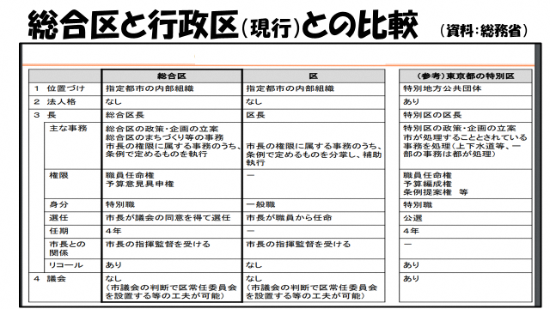 総合区と行政区(現行)との比較 (資料:総務省)
総合区 区 (参考)東京都の特別区
1 位置づけ 指定都市の内部組織 指定都市の内部組織 特別地方公共団体
2 法人格 なし なし あり
3 長 総合区長 区長 特別区の区長
主な事務 総合区の政策・企画の立案 特別区の政策・企画の立案
総合区のまちづくり等の事務 市が処理することとされている
市長の権限に属する事務のうち、 市長の権限に属する事務のうち、 事務を処理(上下水道等、一
条例で定めるものを執行 条例で定めるものを分掌し、補助 部の事務は都が処理)
執行
権限 職員任命権 ー 職員任命権
予算意見具申権 予算編成権
条例提案権 等
身分 特別職 一般職 特別職
選任 市長が議会の同意を得て選任 市長が職員から任命 公選
任期 4年 ー 4年
市長との 市長の指揮監督を受ける 市長の指揮監督を受ける ー
関係
リコール あり なし あり
4 議会 なし なし あり
(市議会の判断で区常任委員会 (市議会の判断で区常任委員会
を設置する等の工夫が可能) を設置する等の工夫が可能)